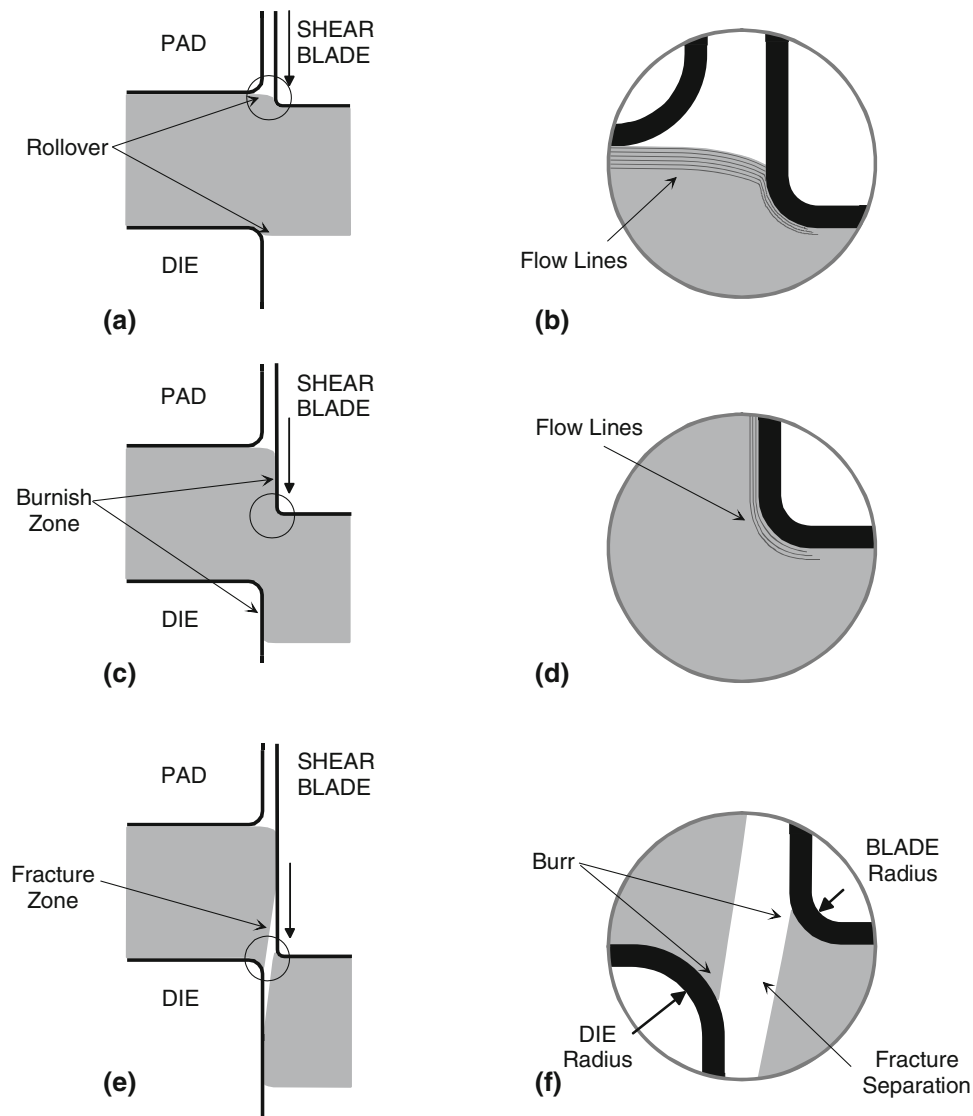 PAD
SHEAR
BLADE
Rollover
DIE
(a)
Flow Lines
(b)
PAD
SHEAR
BLADE
Burnish
Zone
DIE
(c)
Flow Lines
(d)
PAD
SHEAR
BLADE
Fracture
Zone
DIE
(e)
Burr
BLADE
Radius
DIE
Radius
Fracture
Separation
(f)